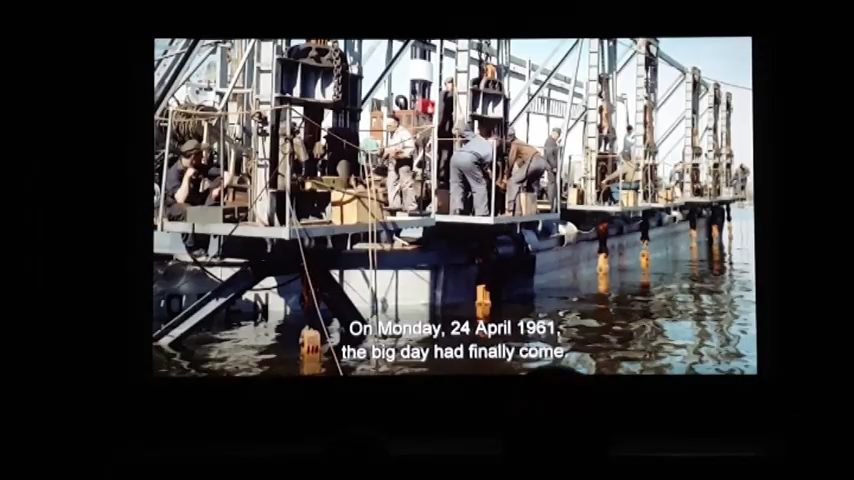 On Monday, 24 April 1961,
the big day had finally come.